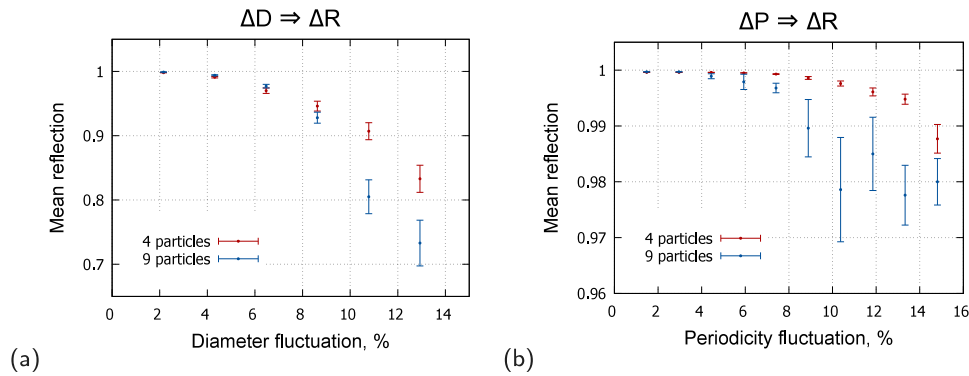 ΔD ⇒ ΔR
Mean reflection
1
0.9
0.8
0.7
4 particles
9 particles
0 2 4 6 8 10 12 14
Diameter fluctuation, %
(a)
ΔP ⇒ ΔR
Mean reflection
1
0.99
0.98
0.97
0.96
4 particles
9 particles
0 2 4 6 8 10 12 14 16
Periodicity fluctuation, %
(b)